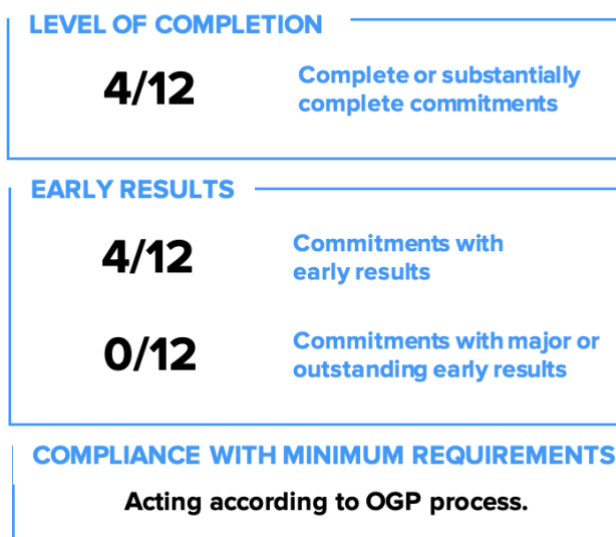 LEVEL OF COMPLETION
4/12
Complete or substantially
complete commitments
EARLY RESULTS
4/12
Commitments with
early results
0/12
Commitments with major or
outstanding early results
COMPLIANCE WITH MINIMUM REQUIREMENTS
Acting according to OGP process.